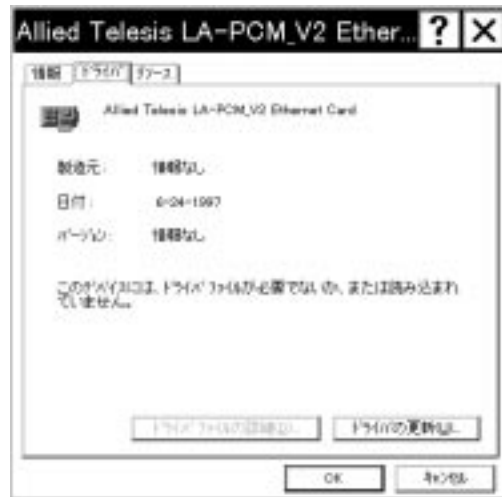 Allied Telesis LA-PCM_V2 Ether... ? ×
情報 ドライバ リソース
Allied Telesis LA-PCM_V2 Ethernet Card
製造元: 情報なし
日付: 6-24-1997
バージョン: 情報なし
このデバイスには、ドライバ ファイルが必要でないか、または読み込まれ
ていません。
ドライバ ファイルの詳細(D)... ドライバの更新(U)...
OK キャンセル